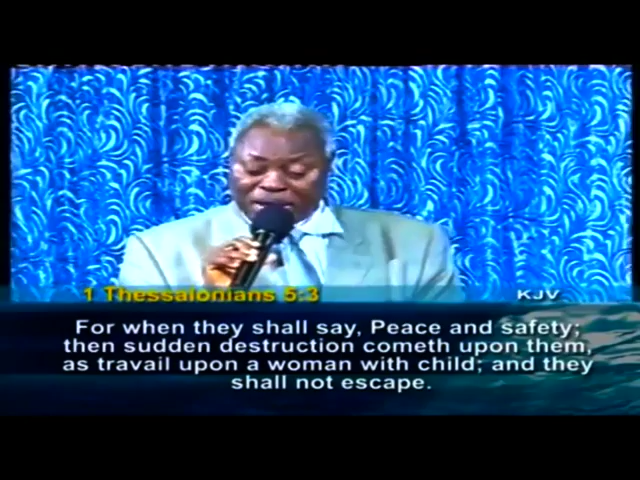 1 Thessalonians 5:3 KJV
For when they shall say, Peace and safety;
then sudden destruction cometh upon them,
as travail upon a woman with child; and they
shall not escape.